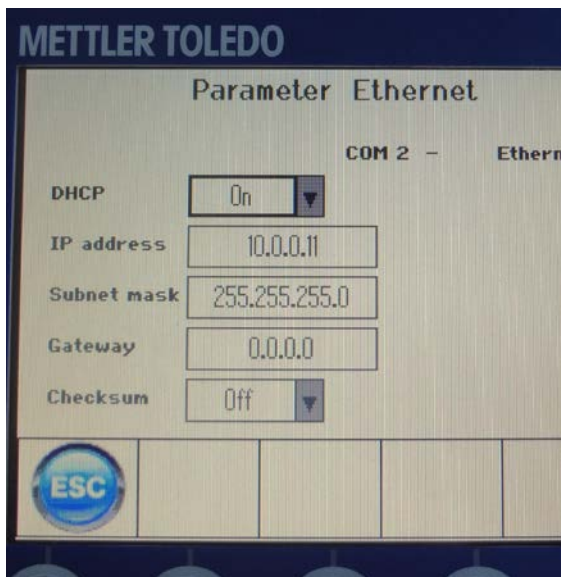 METTLER TOLEDO
Parameter Ethernet
COM 2 - Ethern
DHCP On
IP address 10.0.0.11
Subnet mask 255.255.255.0
Gateway 0.0.0.0
Checksum Off
ESC